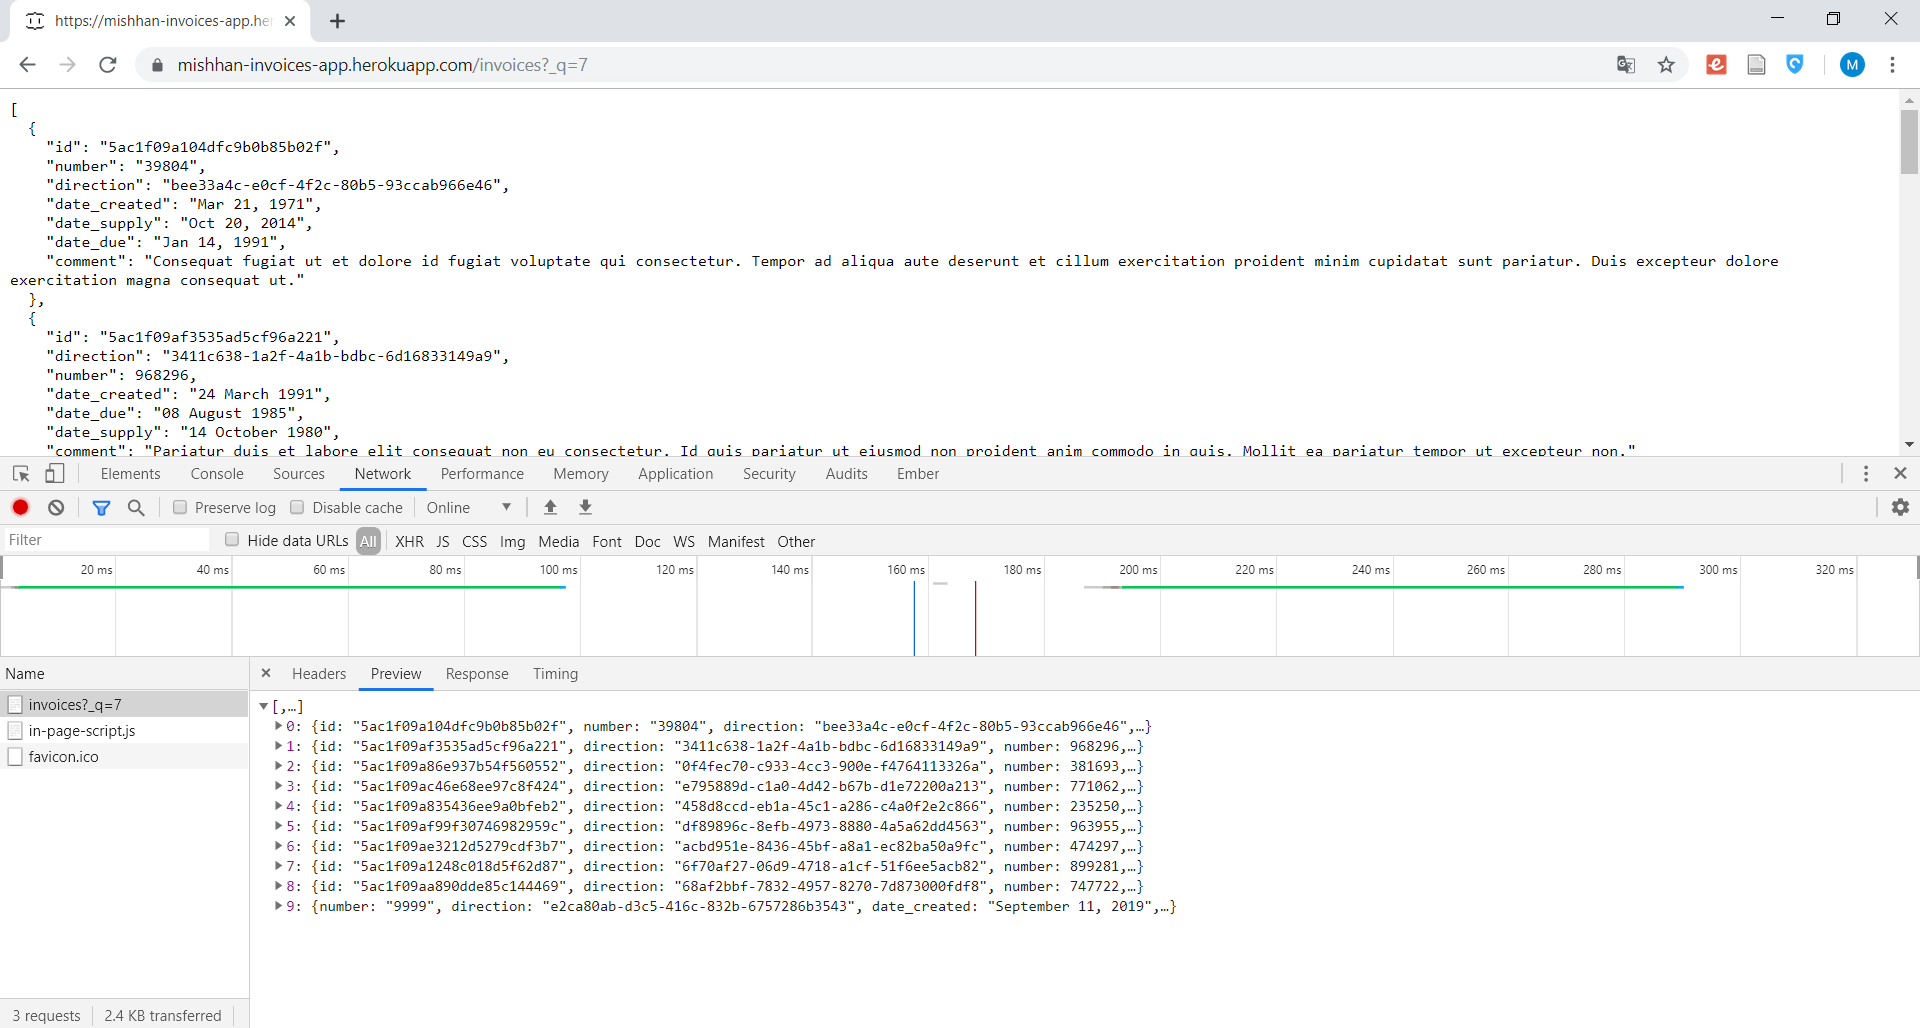 https://mishhan-invoices-app.her
mishhan-invoices-app.herokuapp.com/invoices?_q=7
M
[
{
"id": "5ac1f09a104dfc9b0b85b02f",
"number": "39804",
"direction": "bee33a4c-e0cf-4f2c-80b5-93ccab966e46",
"date_created": "Mar 21, 1971",
"date_supply": "Oct 20, 2014",
"date_due": "Jan 14, 1991",
"comment": "Consequat fugiat ut et dolore id fugiat voluptate qui consectetur. Tempor ad aliqua aute deserunt et cillum exercitation proident minim cupidatat sunt pariatur. Duis excepteur dolore
exercitation magna consequat ut."
},
{
"id": "5ac1f09af3535ad5cf96a221",
"direction": "3411c638-1a2f-4a1b-bdbc-6d16833149a9",
"number": 968296,
"date_created": "24 March 1991",
"date_due": "08 August 1985",
"date_supply": "14 October 1980",
"comment": "Pariatur duis et labore elit consequat non eu consectetur. Id quis pariatur ut eiusmod non proident anim commodo in quis. Mollit ea pariatur tempor ut excepteur non."
Elements Console Sources Network Performance Memory Application Security Audits Ember
Preserve log Disable cache Online
Filter Hide data URLs All XHR JS CSS Img Media Font Doc WS Manifest Other
20 ms 40 ms 60 ms 80 ms 100 ms 120 ms 140 ms 160 ms 180 ms 200 ms 220 ms 240 ms 260 ms 280 ms 300 ms 320 ms
Name
invoices?_q=7
in-page-script.js
favicon.ico
Headers Preview Response Timing
[,…]
0: {id: "5ac1f09a104dfc9b0b85b02f", number: "39804", direction: "bee33a4c-e0cf-4f2c-80b5-93ccab966e46",…}
1: {id: "5ac1f09af3535ad5cf96a221", direction: "3411c638-1a2f-4a1b-bdbc-6d16833149a9", number: 968296,…}
2: {id: "5ac1f09a86e937b54f560552", direction: "0f4fec70-c933-4cc3-900e-f4764113326a", number: 381693,…}
3: {id: "5ac1f09ac46e68ee97c8f424", direction: "e795889d-c1a0-4d42-b67b-d1e72200a213", number: 771062,…}
4: {id: "5ac1f09a835436ee9a0bfeb2", direction: "458d8ccd-eb1a-45c1-a286-c4a0f2e2c866", number: 235250,…}
5: {id: "5ac1f09af99f30746982959c", direction: "df89896c-8efb-4973-8880-4a5a62dd4563", number: 963955,…}
6: {id: "5ac1f09ae3212d5279cdf3b7", direction: "acbd951e-8436-45bf-a8a1-ec82ba50a9fc", number: 474297,…}
7: {id: "5ac1f09a1248c018d5f62d87", direction: "6f70af27-06d9-4718-a1cf-51f6ee5acb82", number: 899281,…}
8: {id: "5ac1f09aa890dde85c144469", direction: "68af2bbf-7832-4957-8270-7d873000fdf8", number: 747722,…}
9: {number: "9999", direction: "e2ca80ab-d3c5-416c-832b-6757286b3543", date_created: "September 11, 2019",…}
3 requests 2.4 KB transferred